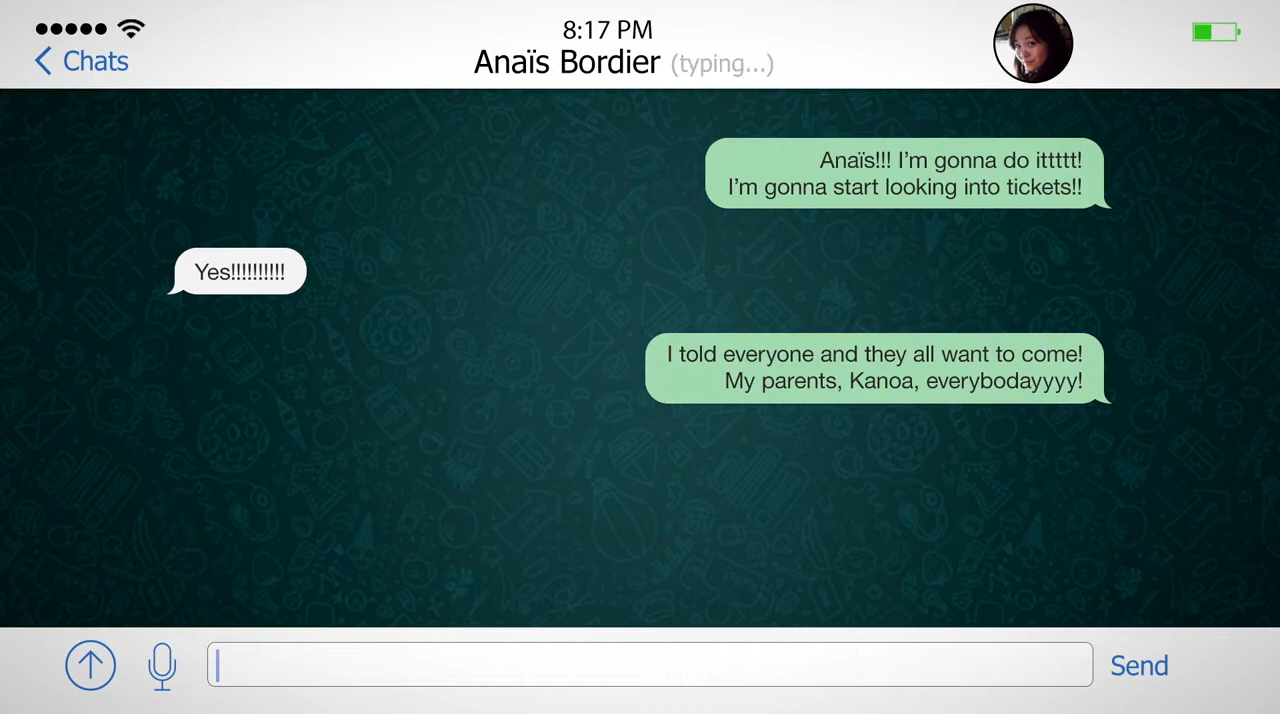 8:17 PM
Chats
Anaïs Bordier (typing...)
Anaïs!!! I’m gonna do ittttt!
I’m gonna start looking into tickets!!
Yes!!!!!!!!!!
I told everyone and they all want to come!
My parents, Kanoa, everybodayyyy!
Send